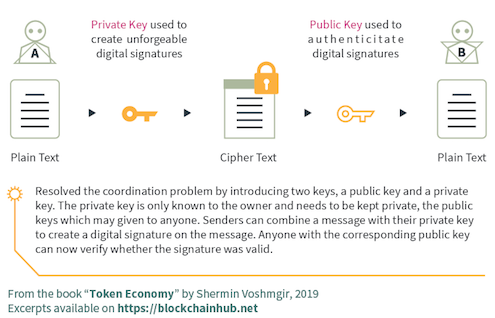 Private Key used to
create unforgeable
digital signatures
Public Key used to
authenticitate
digital signatures
A
B
Plain Text
Cipher Text
Plain Text
Resolved the coordination problem by introducing two keys, a public key and a private
key. The private key is only known to the owner and needs to be kept private, the public
keys which may given to anyone. Senders can combine a message with their private key
to create a digital signature on the message. Anyone with the corresponding public key
can now verify whether the signature was valid.
From the book “Token Economy” by Shermin Voshmgir, 2019
Excerpts available on https://blockchainhub.net